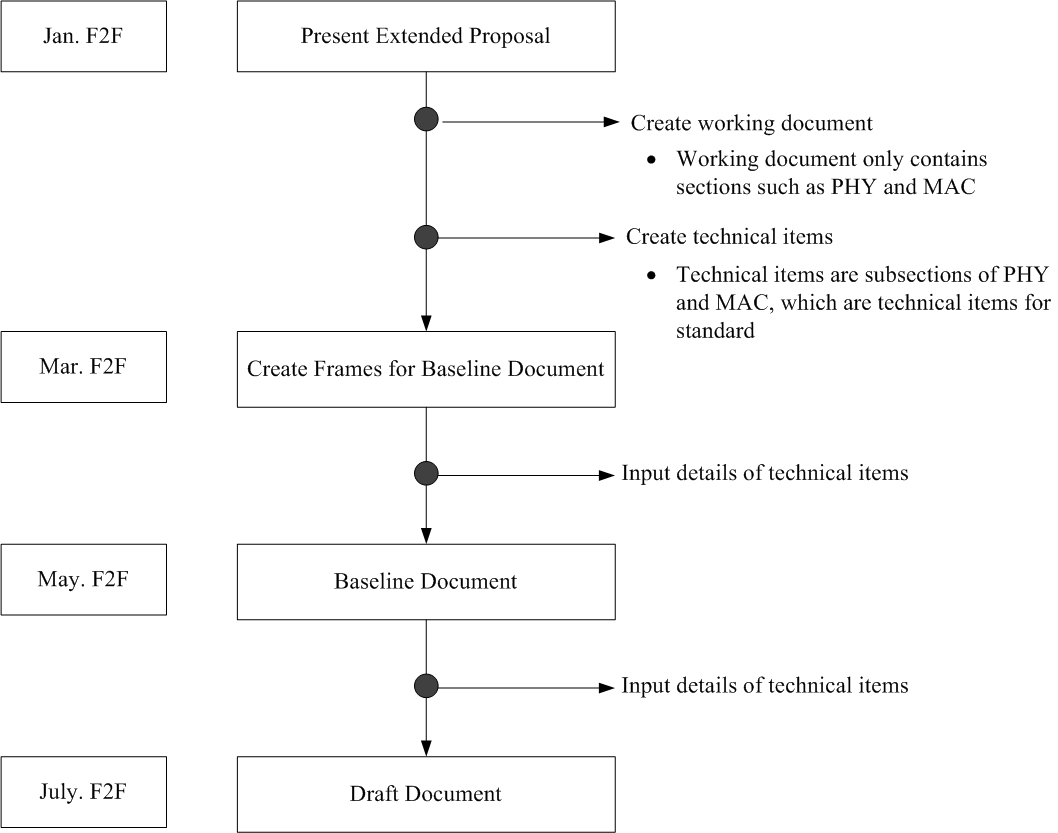 Jan. F2F
Present Extended Proposal
Create working document
• Working document only contains
sections such as PHY and MAC
Create technical items
• Technical items are subsections of PHY
and MAC, which are technical items for
standard
Mar. F2F
Create Frames for Baseline Document
Input details of technical items
May. F2F
Baseline Document
Input details of technical items
July. F2F
Draft Document